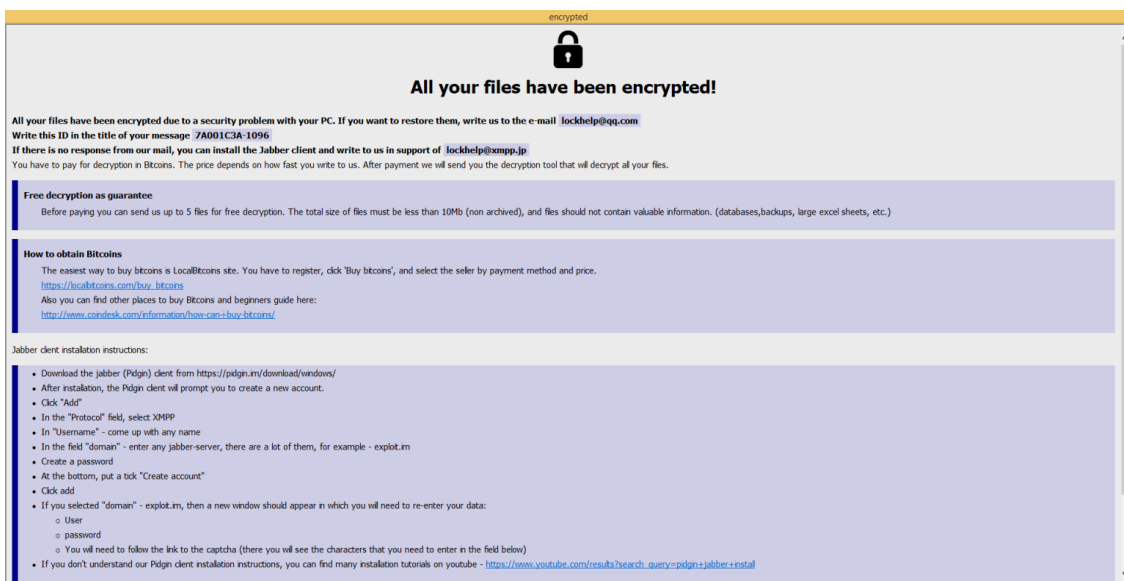 encrypted
All your files have been encrypted!
All your files have been encrypted due to a security problem with your PC. If you want to restore them, write us to the e-mail lockhelp@qq.com
Write this ID in the title of your message 7A001C3A-1096
If there is no response from our mail, you can install the Jabber client and write to us in support of lockhelp@xmpp.jp
You have to pay for decryption in Bitcoins. The price depends on how fast you write to us. After payment we will send you the decryption tool that will decrypt all your files.
Free decryption as guarantee
Before paying you can send us up to 5 files for free decryption. The total size of files must be less than 10Mb (non archived), and files should not contain valuable information. (databases,backups, large excel sheets, etc.)
How to obtain Bitcoins
The easiest way to buy bitcoins is LocalBitcoins site. You have to register, click 'Buy bitcoins', and select the seller by payment method and price.
https://localbitcoins.com/buy_bitcoins
Also you can find other places to buy Bitcoins and beginners guide here:
http://www.coindesk.com/information/how-can-i-buy-bitcoins/
Jabber client installation instructions:
• Download the jabber (Pidgin) client from https://pidgin.im/download/windows/
• After installation, the Pidgin client will prompt you to create a new account.
• Click "Add"
• In the "Protocol" field, select XMPP
• In "Username" - come up with any name
• In the field "domain" - enter any jabber-server, there are a lot of them, for example - exploit.im
• Create a password
• At the bottom, put a tick "Create account"
• Click add
• If you selected "domain" - exploit.im, then a new window should appear in which you will need to re-enter your data:
○ User
○ password
○ You will need to follow the link to the captcha (there you will see the characters that you need to enter in the field below)
• If you don't understand our Pidgin client installation instructions, you can find many installation tutorials on youtube - https://www.youtube.com/results?search_query=pidgin+jabber+install